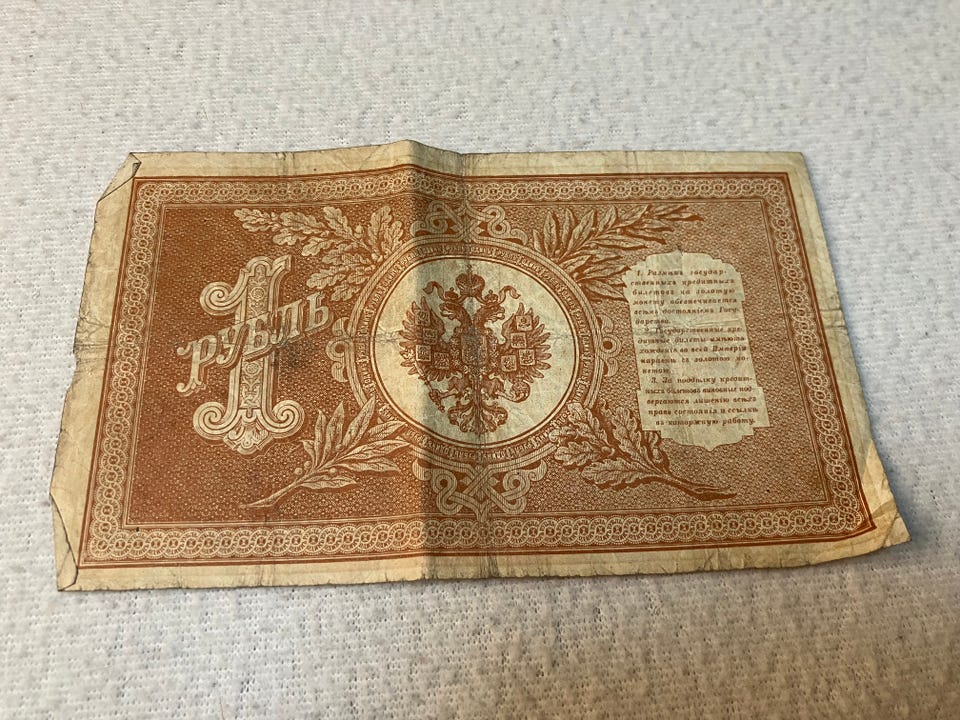 1
РУБЛЬ
1. Размѣнъ государ-
ственныхъ кредитныхъ
билетовъ на золотую
монету обезпечивается
всѣмъ достояніемъ Госу-
дарства.
2. Государственные кре-
дитные билеты имѣютъ
хожденіе во всей Имперіи
наравнѣ съ золотою мо-
нетою.
3. За поддѣлку кредит-
ныхъ билетовъ виновные под-
вергаются лишенію всѣхъ
правъ состоянія и ссылкѣ
въ каторжную работу.